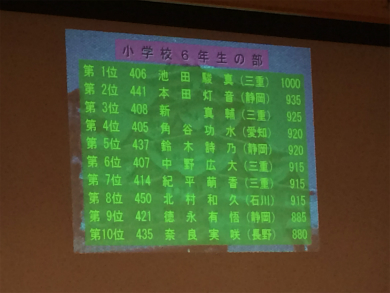 小学校6年生の部
第 1位 406 池田駿真 (三重) 1000
第 2位 441 本田灯音 (静岡) 935
第 3位 408 新 真輔 (三重) 925
第 4位 405 角谷功水 (愛知) 920
第 5位 437 鈴木詩乃 (静岡) 920
第 6位 407 中野広大 (三重) 915
第 7位 414 紀平萌香 (三重) 915
第 8位 450 北村和久 (石川) 915
第 9位 421 徳永有悟 (静岡) 885
第10位 435 奈良実咲 (長野) 880